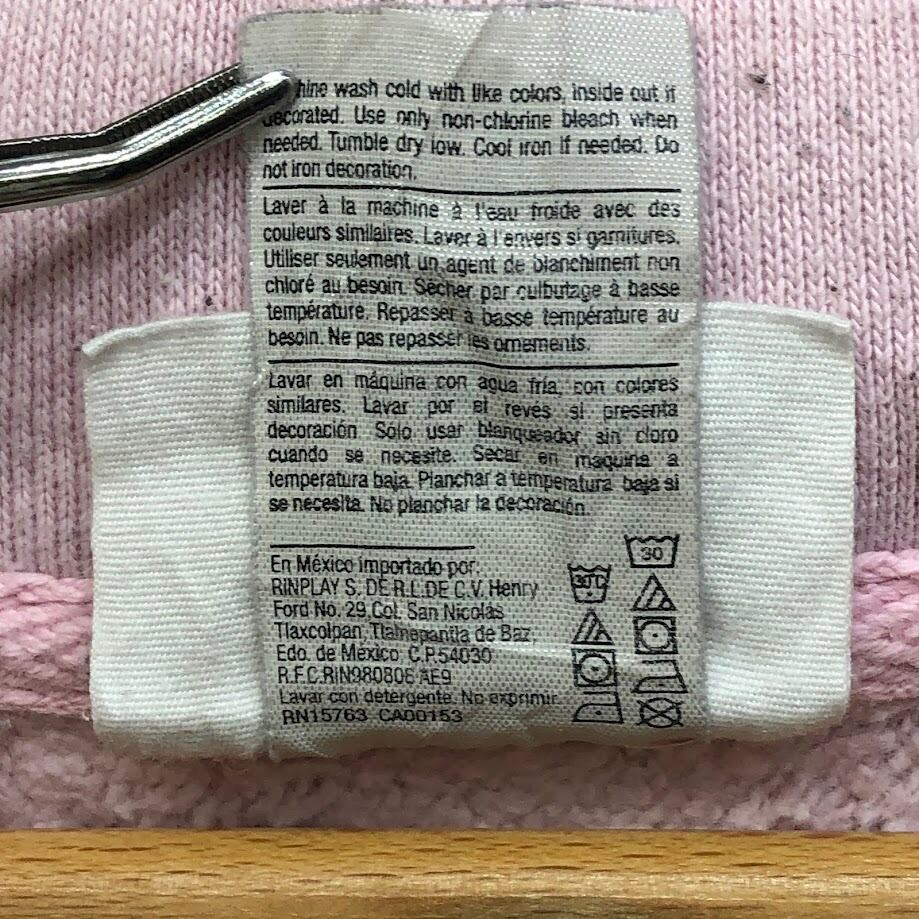 hine wash cold with like colors, inside out if
decorated. Use only non-chlorine bleach when
needed. Tumble dry low. Cool iron if needed. Do
not iron decoration.
Laver à la machine à l'eau froide avec des
couleurs similaires. Laver à l'envers si garnitures.
Utiliser seulement un agent de blanchiment non
chloré au besoin. Sécher par culbutage à basse
température. Repasser à basse température au
besoin. Ne pas repasser les ornements.
Lavar en máquina con agua fría, con colores
similares. Lavar por el reves si presenta
decoración Solo usar blanqueador sin cloro
cuando se necesite. Secar en maquina a
temperatura baja. Planchar a temperatura baja si
se necesita. No planchar la decoración
En México importado por:
RINPLAY S. DE R.L.DE C.V. Henry
Ford No. 29 Col. San Nicolás
Tlaxcolpan, Tlalnepantla de Baz,
Edo. de México, C.P.54030
R.F.C.RIN980806 AE9
Lavar con detergente. No exprimir.
RN15763 CA00153
30°C
30